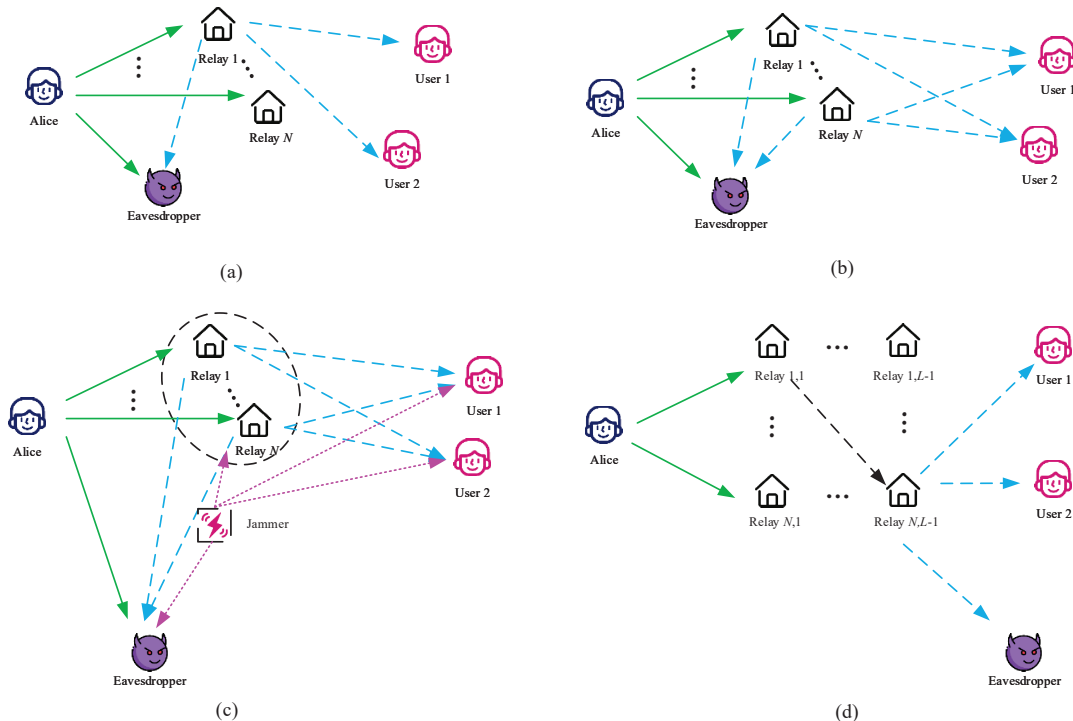 Relay 1
User 1
Alice
Relay N
User 2
Eavesdropper
(a)
Relay 1
User 1
Alice
Relay N
User 2
Eavesdropper
(b)
Relay 1
User 1
Alice
Relay N
User 2
Jammer
Eavesdropper
(c)
Relay 1,1
Relay 1,L-1
User 1
Alice
User 2
Relay N,1
Relay N,L-1
Eavesdropper
(d)